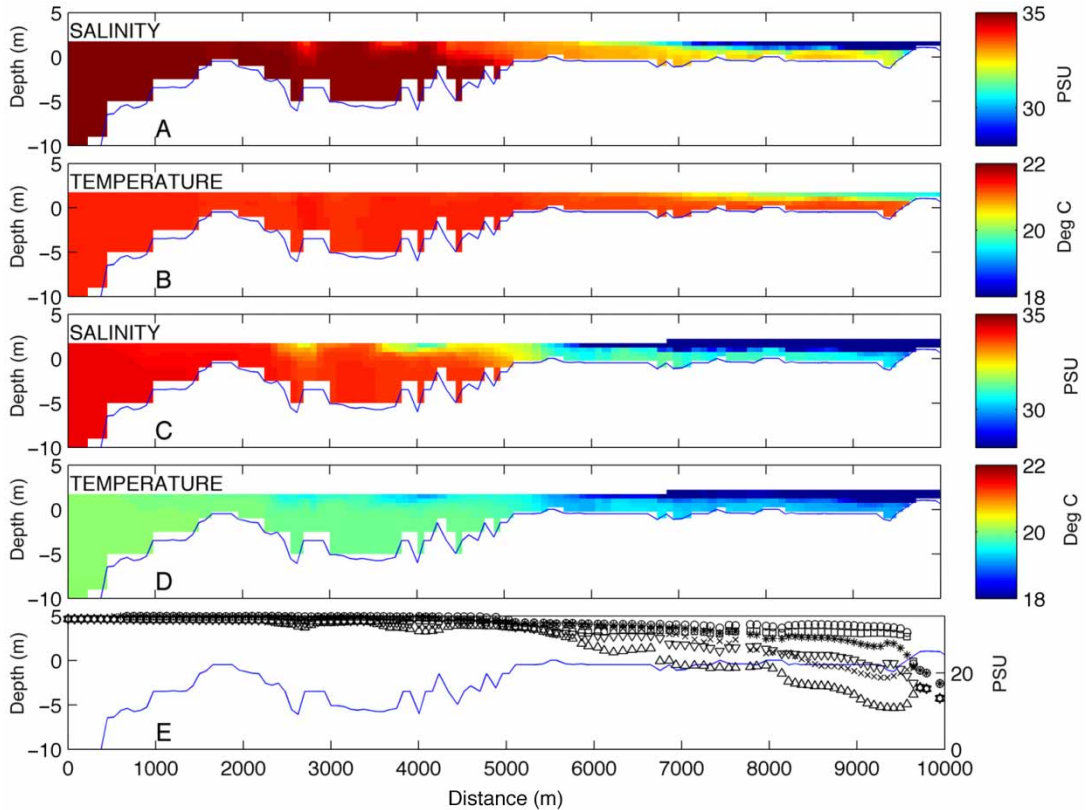 5
0
−5
−10
Depth (m)
SALINITY
A
35
30
PSU
5
0
−5
−10
Depth (m)
TEMPERATURE
B
22
20
18
Deg C
5
0
−5
−10
Depth (m)
SALINITY
C
35
30
PSU
5
0
−5
−10
Depth (m)
TEMPERATURE
D
22
20
18
Deg C
5
0
−5
−10
Depth (m)
E
20
0
PSU
0 1000 2000 3000 4000 5000 6000 7000 8000 9000 10000
Distance (m)